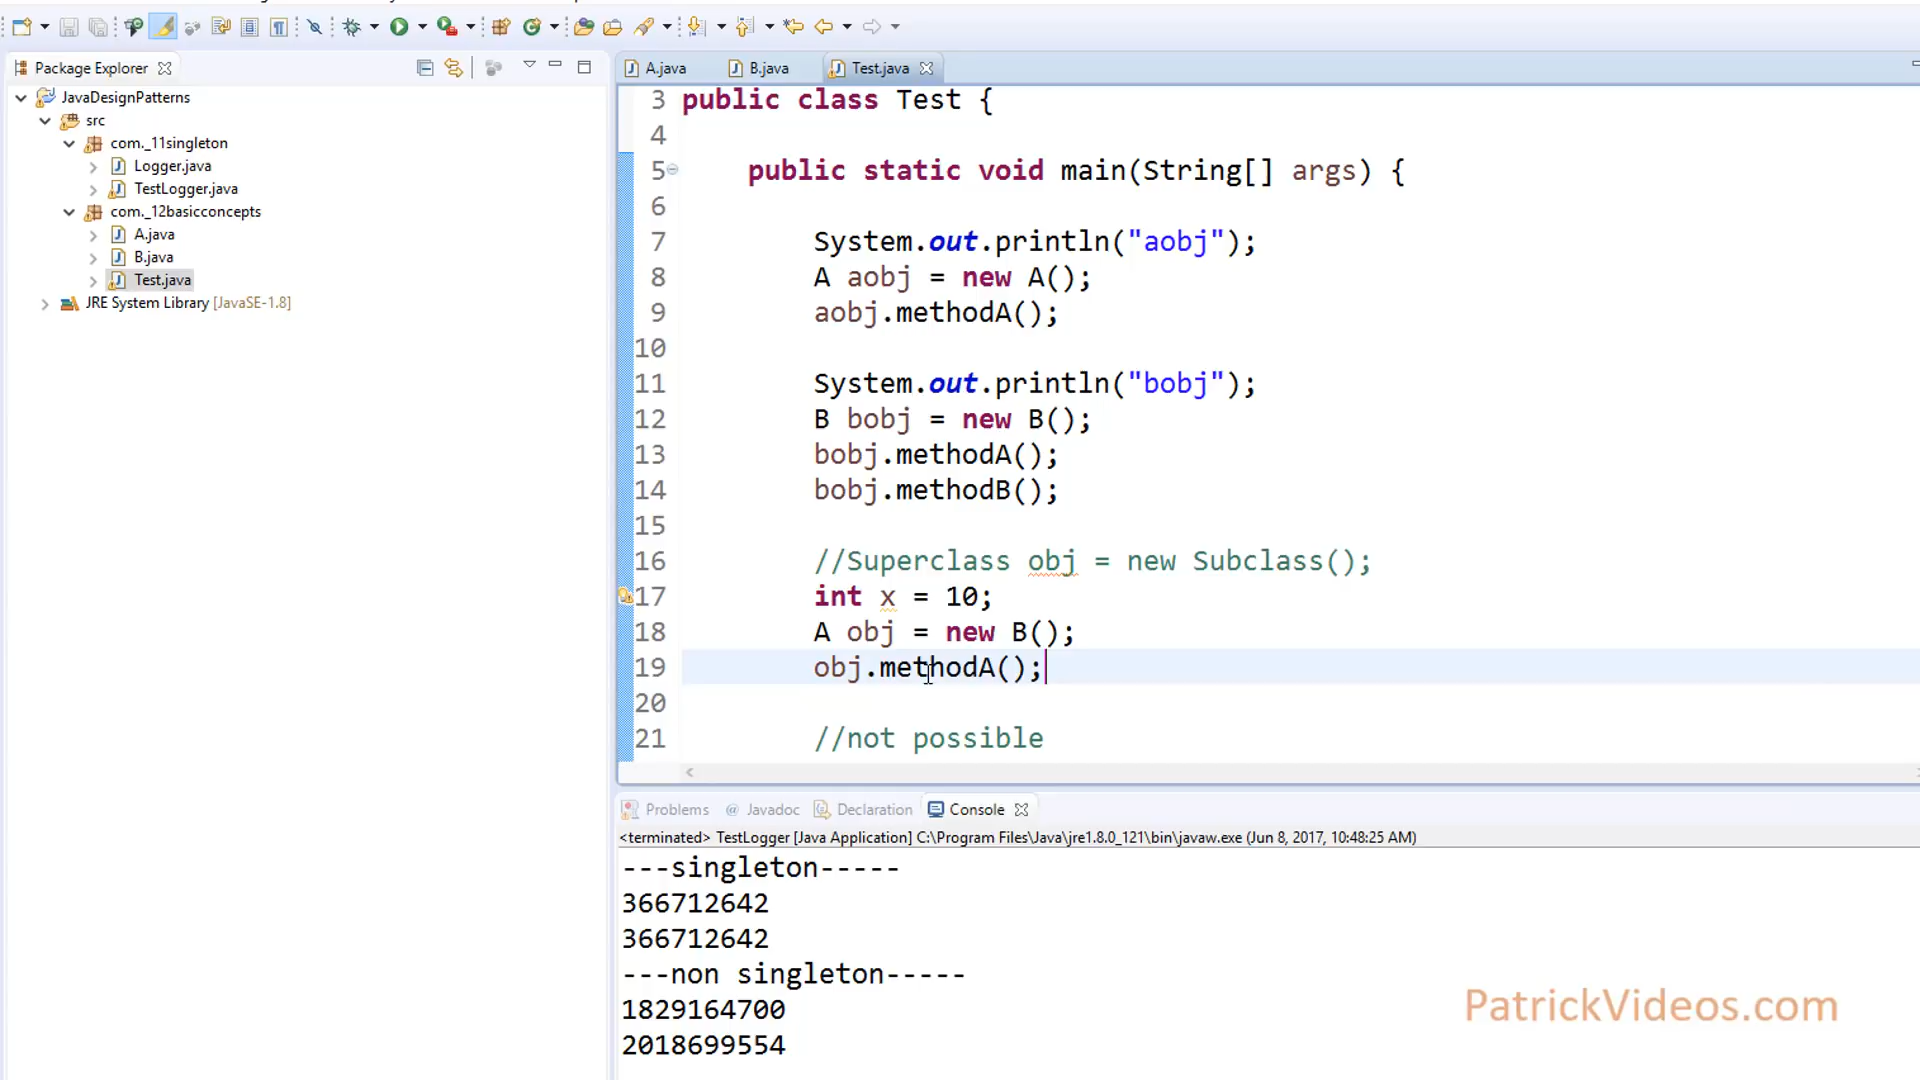 Package Explorer
JavaDesignPatterns
src
com._11singleton
Logger.java
TestLogger.java
com._12basicconcepts
A.java
B.java
Test.java
JRE System Library [JavaSE-1.8]
A.java B.java Test.java
3 public class Test {
4
5 public static void main(String[] args) {
6
7 System.out.println("aobj");
8 A aobj = new A();
9 aobj.methodA();
10
11 System.out.println("bobj");
12 B bobj = new B();
13 bobj.methodA();
14 bobj.methodB();
15
16 //Superclass obj = new Subclass();
17 int x = 10;
18 A obj = new B();
19 obj.methodA();
20
21 //not possible
Problems @ Javadoc Declaration Console
<terminated> TestLogger [Java Application] C:\Program Files\Java\jre1.8.0_121\bin\javaw.exe (Jun 8, 2017, 10:48:25 AM)
---singleton-----
366712642
366712642
---non singleton-----
1829164700
2018699554
PatrickVideos.com